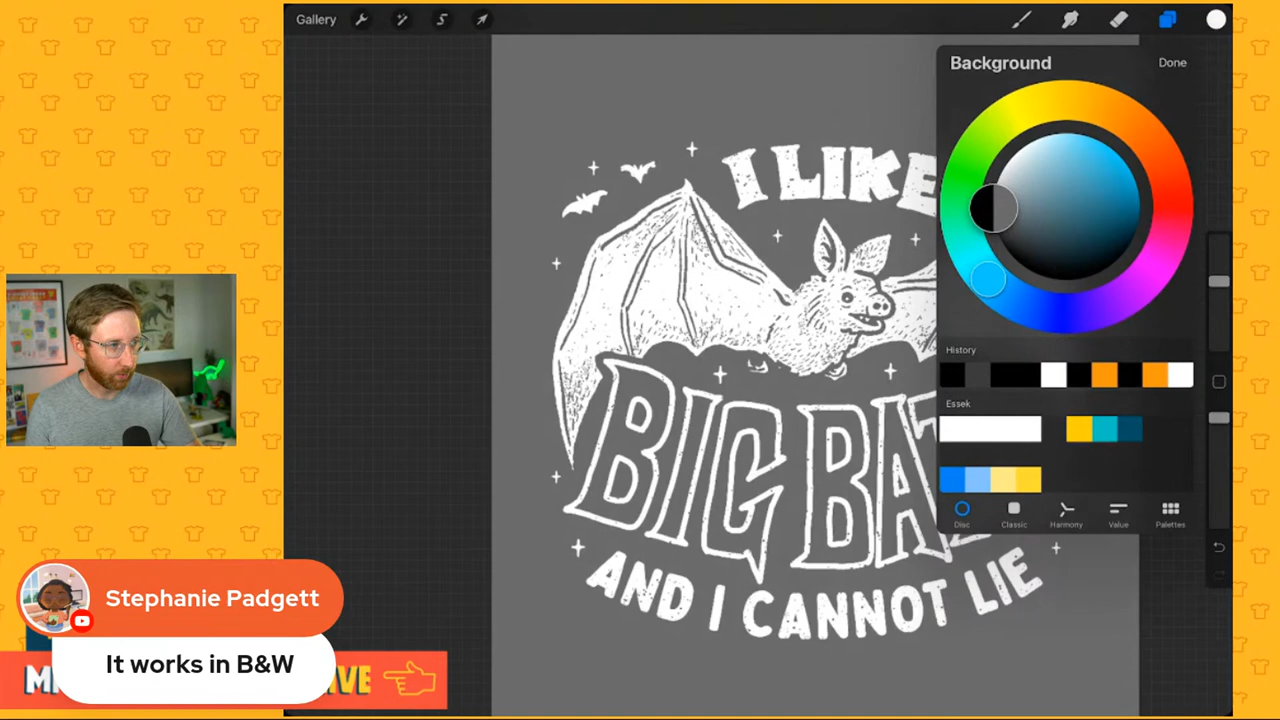 Gallery
Background
Done
I LIKE
BIG BA
AND I CANNOT LIE
History
Essek
Disc
Classic
Harmony
Value
Palettes
Stephanie Padgett
It works in B&W